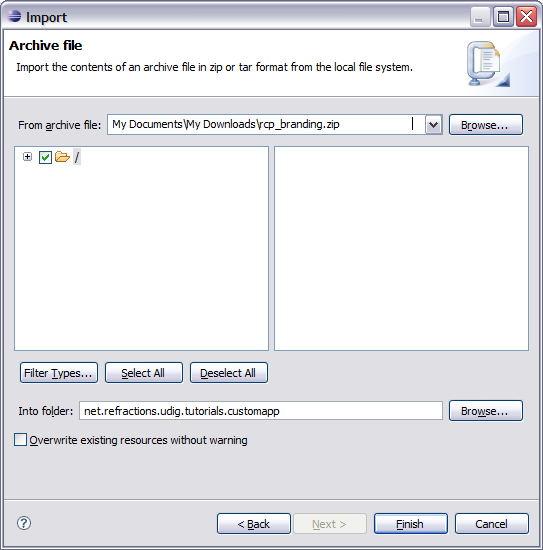 Import
Archive file
Import the contents of an archive file in zip or tar format from the local file system.
From archive file: My Documents\My Downloads\rcp_branding.zip Browse...
/
Filter Types... Select All Deselect All
Into folder: net.refractions.udig.tutorials.customapp Browse...
Overwrite existing resources without warning
? < Back Next > Finish Cancel